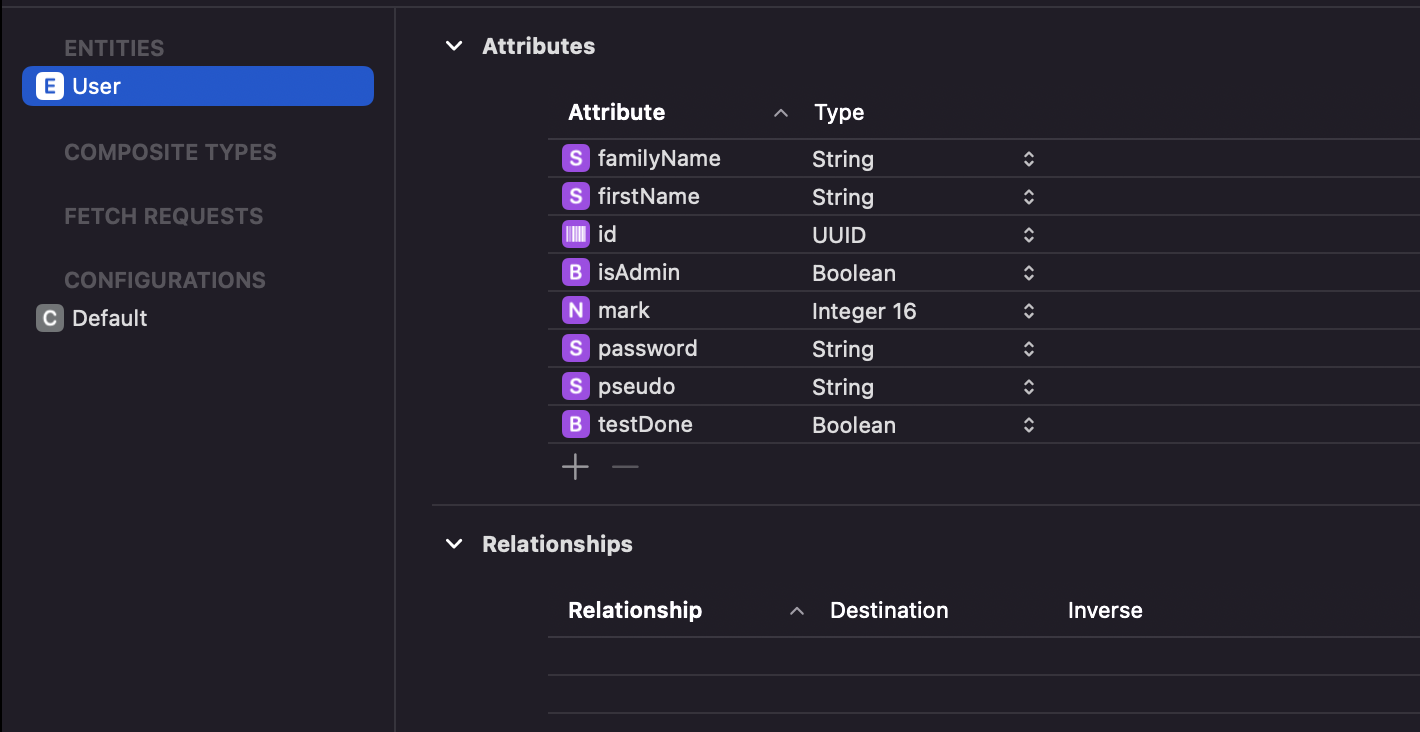 ENTITIES
E User
COMPOSITE TYPES
FETCH REQUESTS
CONFIGURATIONS
C Default
Attributes
Attribute Type
S familyName String
S firstName String
id UUID
B isAdmin Boolean
N mark Integer 16
S password String
S pseudo String
B testDone Boolean
Relationships
Relationship Destination Inverse